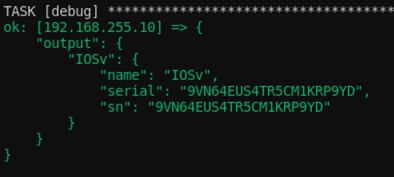 TASK [debug] ***************************************
ok: [192.168.255.10] => {
    "output": {
        "IOSv": {
            "name": "IOSv",
            "serial": "9VN64EUS4TR5CM1KRP9YD",
            "sn": "9VN64EUS4TR5CM1KRP9YD"
        }
    }
}